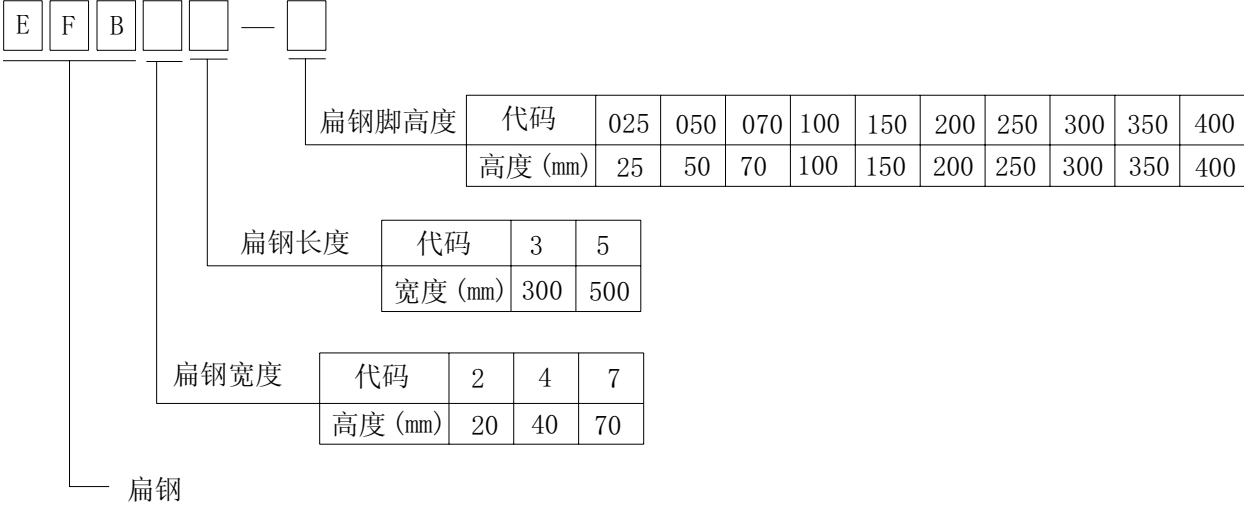 E F B —
扁钢脚高度 代码 025 050 070 100 150 200 250 300 350 400
高度(mm) 25 50 70 100 150 200 250 300 350 400
扁钢长度 代码 3 5
宽度(mm) 300 500
扁钢宽度 代码 2 4 7
高度(mm) 20 40 70
扁钢